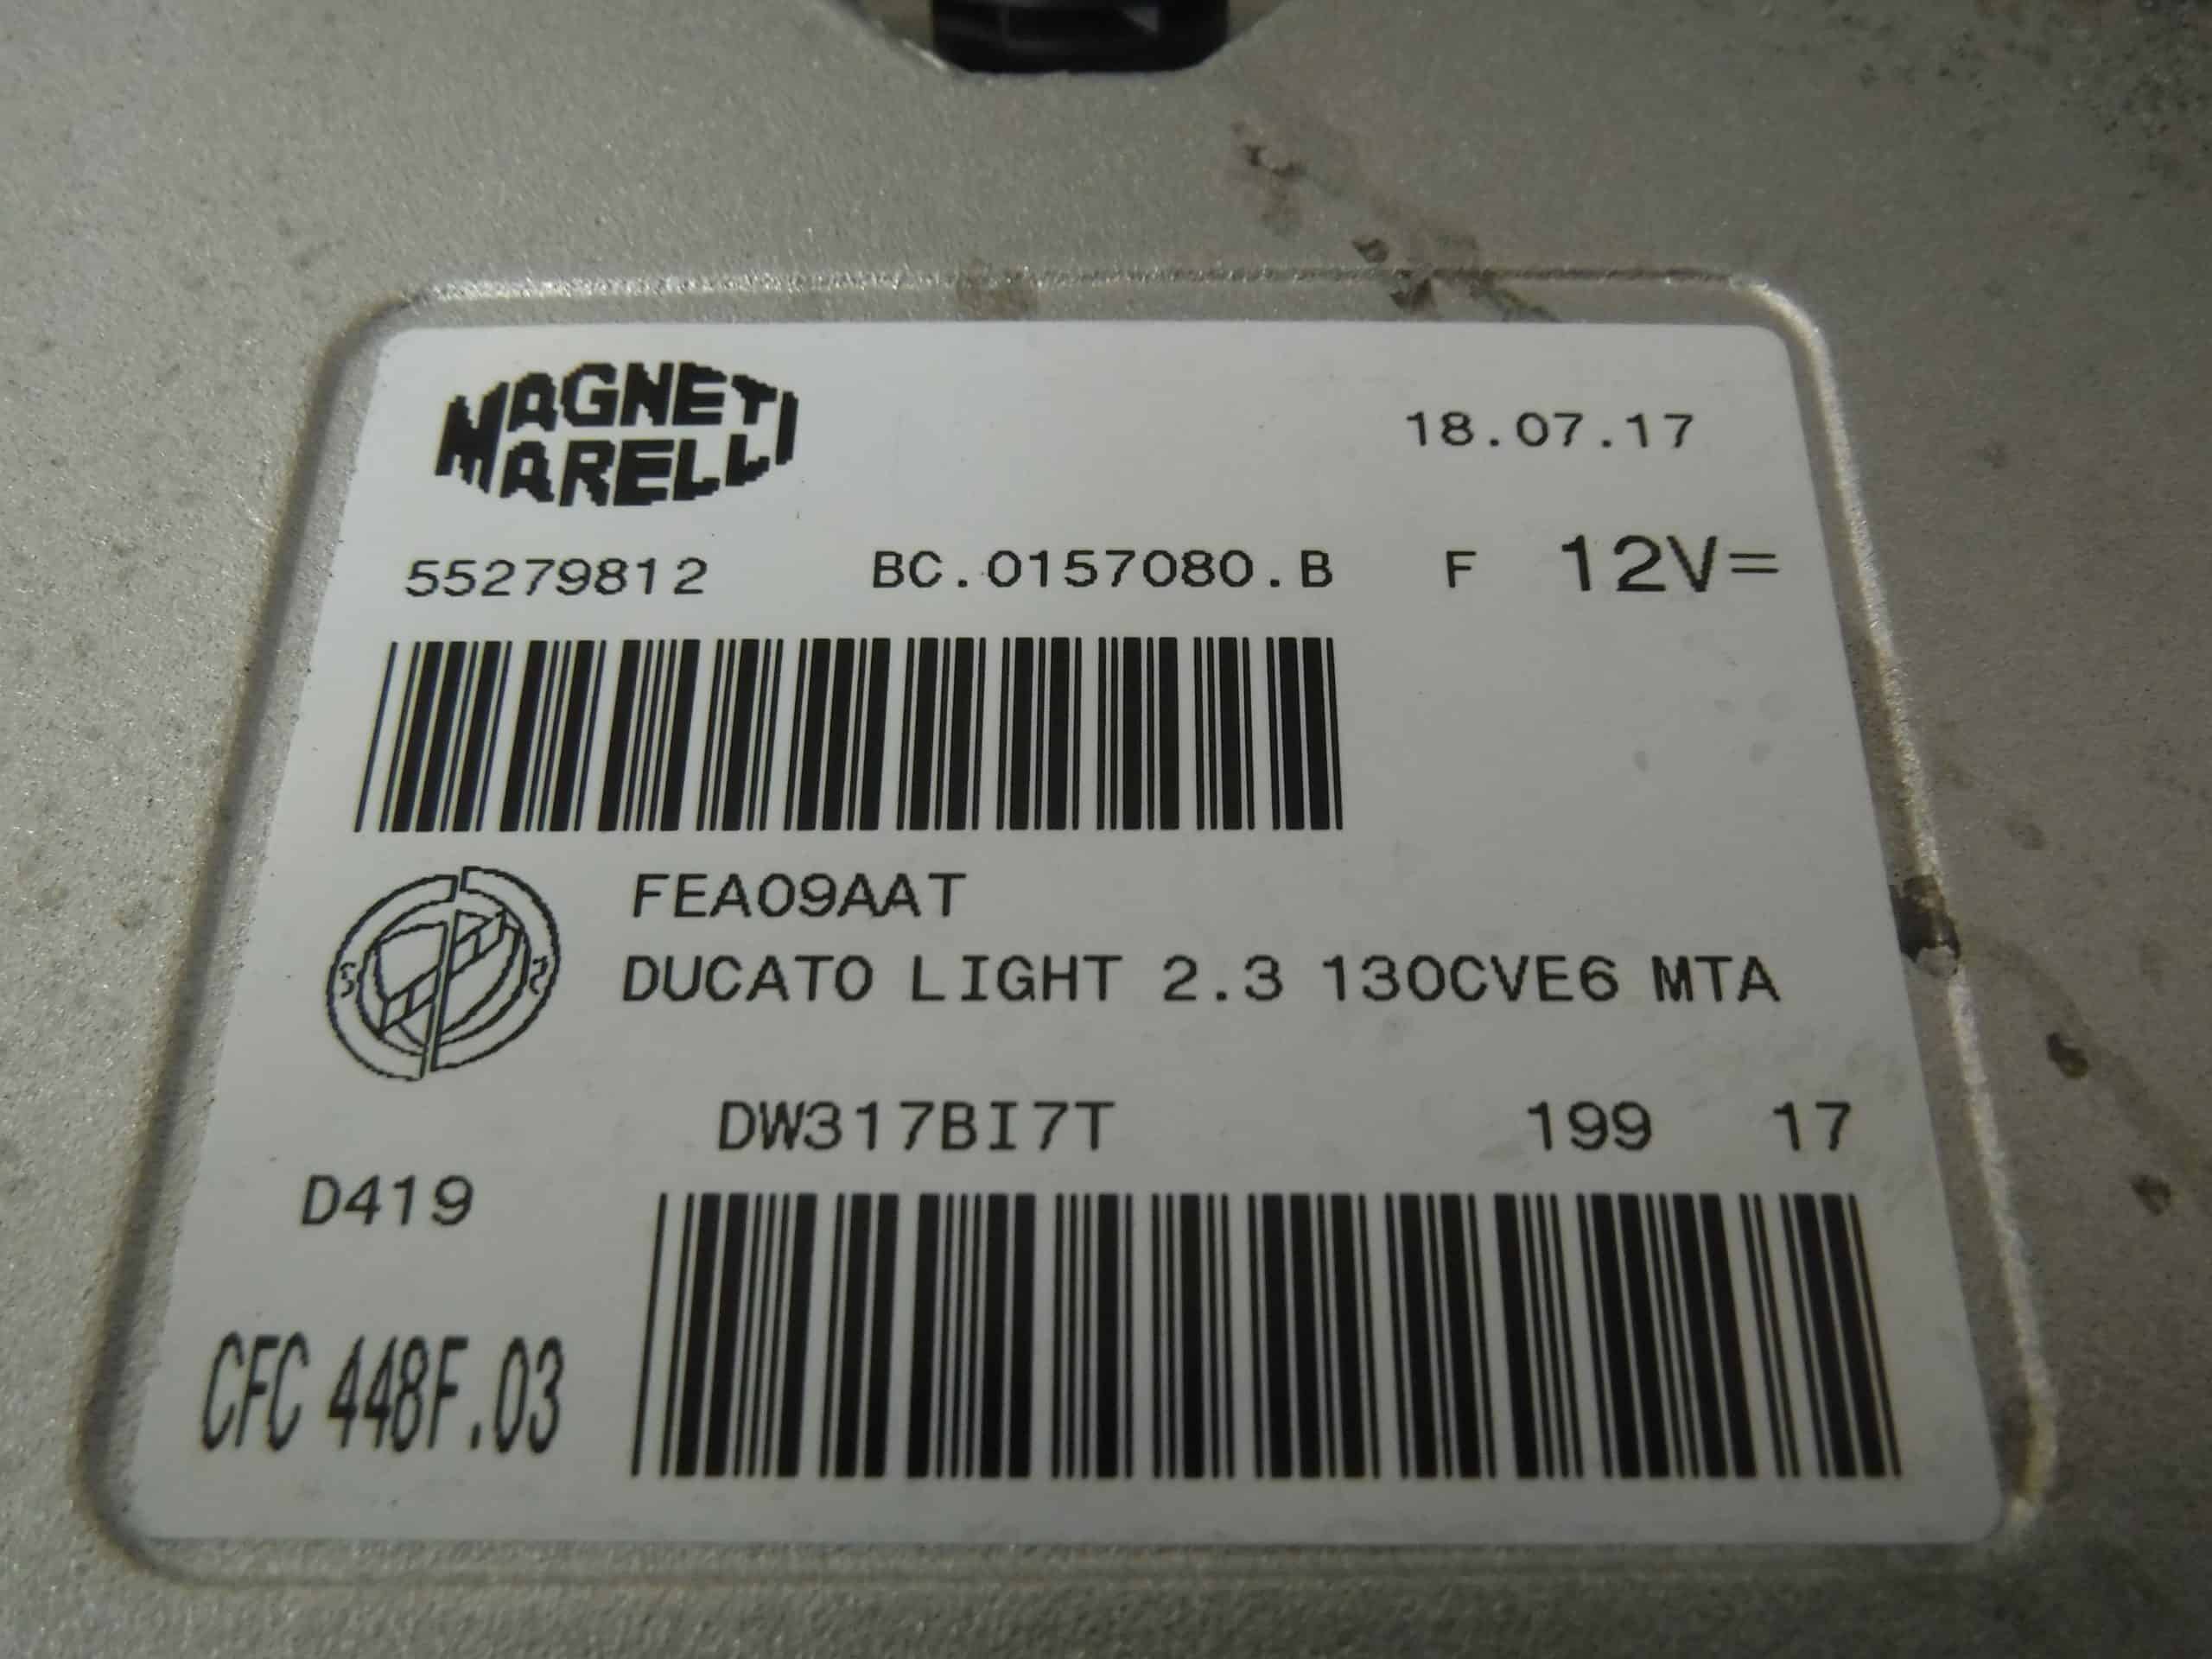 MAGNETI
MARELLI
18.07.17
55279812 BC.0157080.B F 12V=
FEA09AAT
DUCATO LIGHT 2.3 130CVE6 MTA
DW317BI7T 199 17
D419
CFC 448F.03